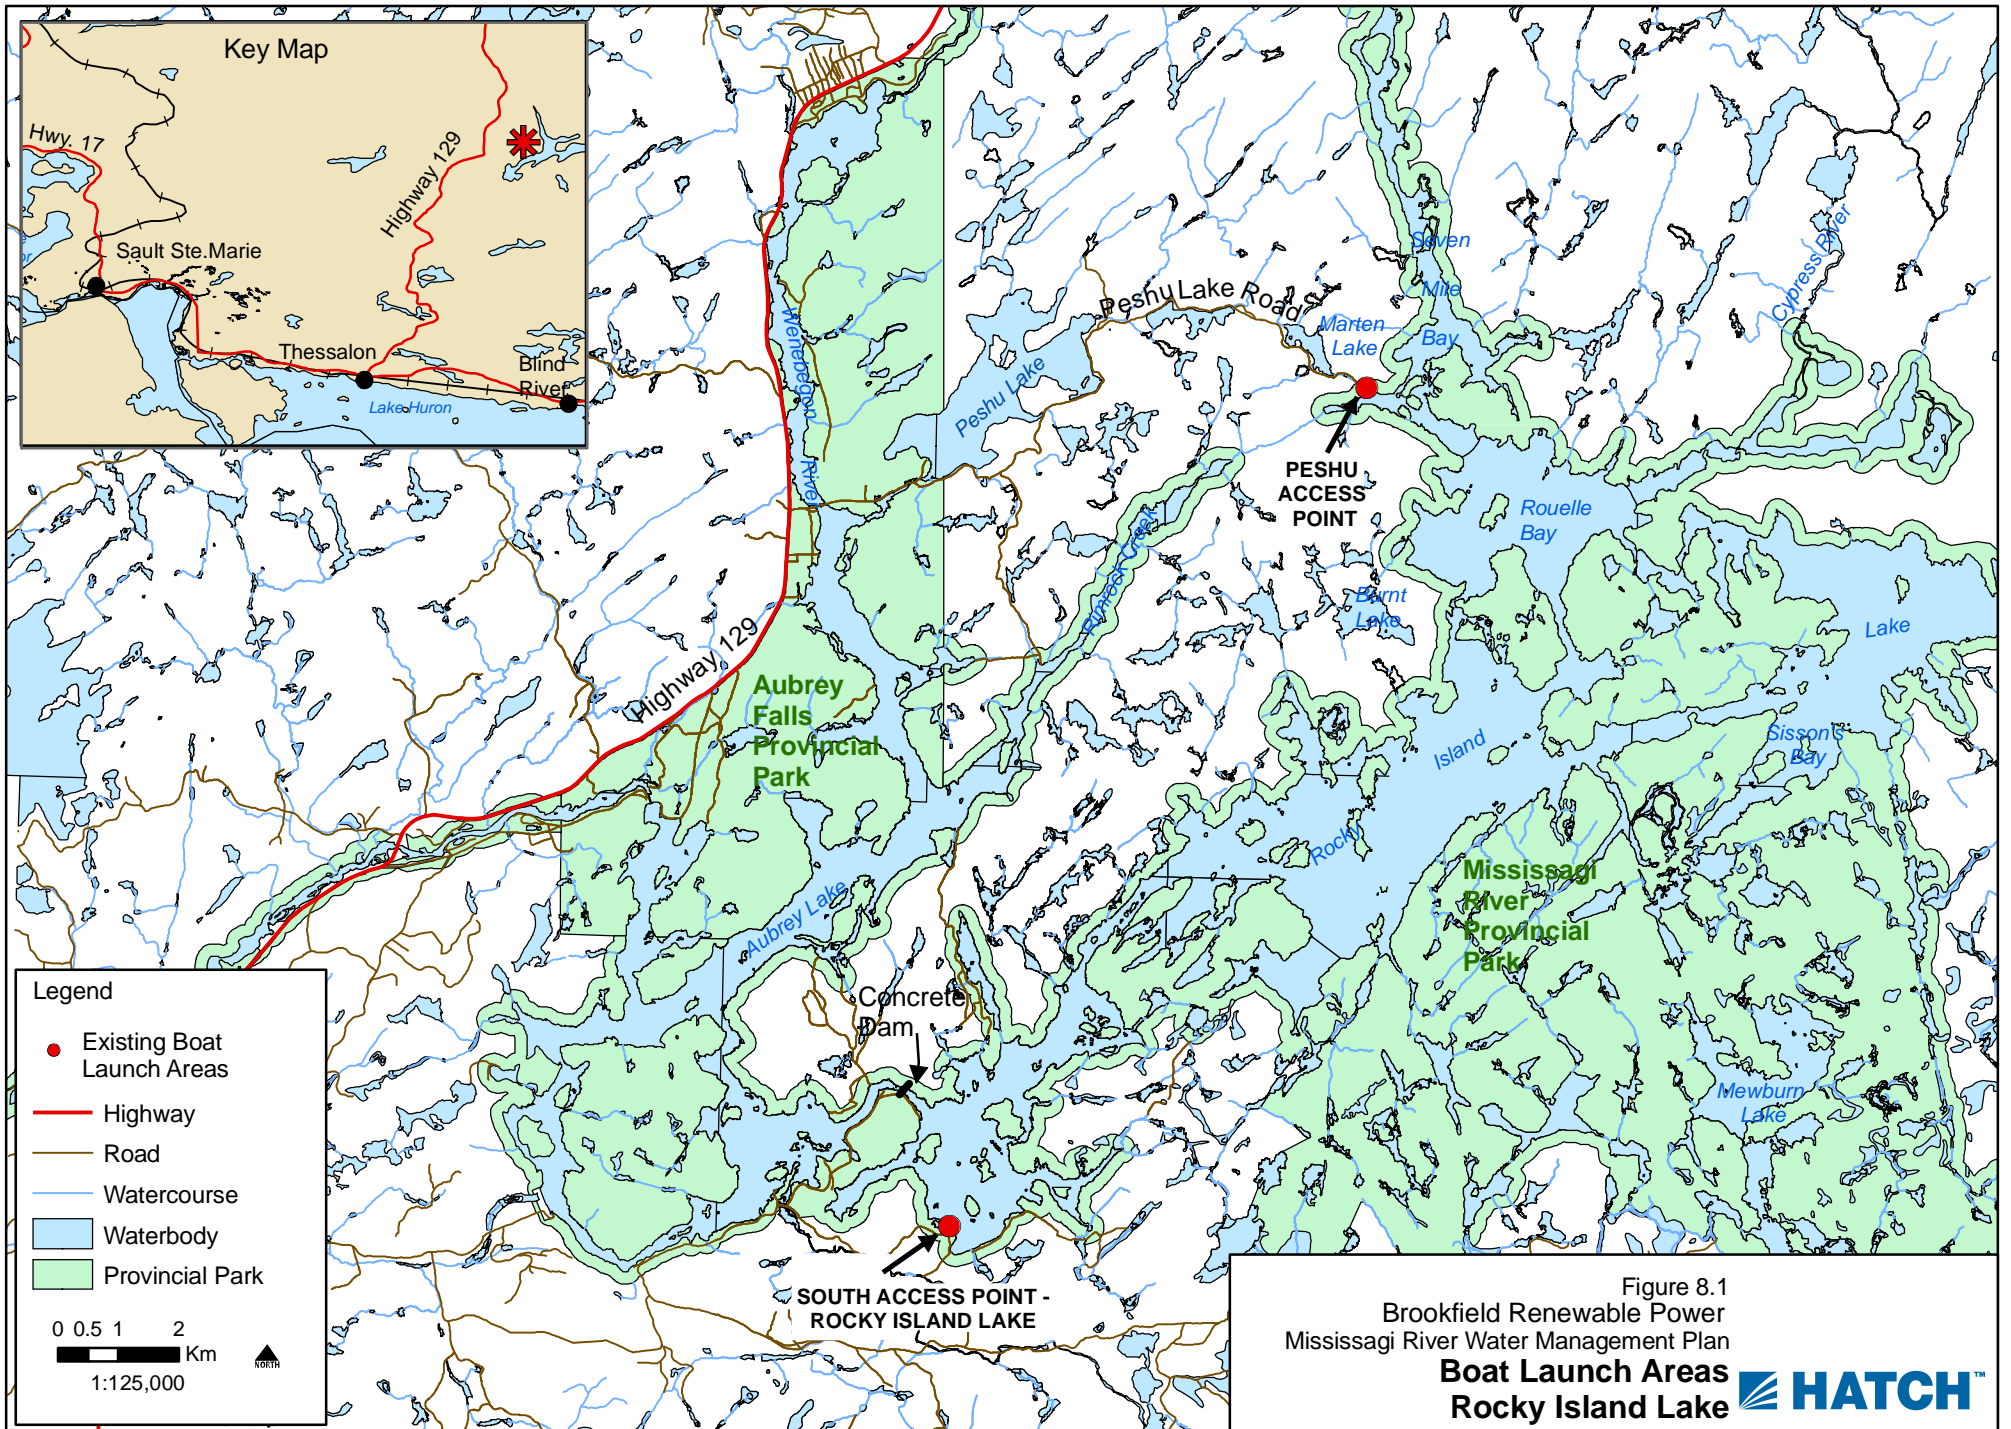 Key Map
Hwy. 17
Highway 129
Sault Ste.Marie
Thessalon
Blind
River
Lake Huron
Seven
Mile
Bay
Cypress River
Peshu Lake Road
Marten
Lake
Wenebegon River
Peshu Lake
PESHU
ACCESS
POINT
Rouelle
Bay
Rimrock Creek
Burnt
Lake
Lake
Highway 129
Aubrey
Falls
Provincial
Park
Sisson's
Bay
Island
Rocky
Mississagi
River
Provincial
Park
Aubrey Lake
Concrete
Dam
Mewburn
Lake
SOUTH ACCESS POINT -
ROCKY ISLAND LAKE
Legend
Existing Boat
Launch Areas
Highway
Road
Watercourse
Waterbody
Provincial Park
0 0.5 1 2
Km
NORTH
1:125,000
Figure 8.1
Brookfield Renewable Power
Mississagi River Water Management Plan
Boat Launch Areas
Rocky Island Lake
HATCH™